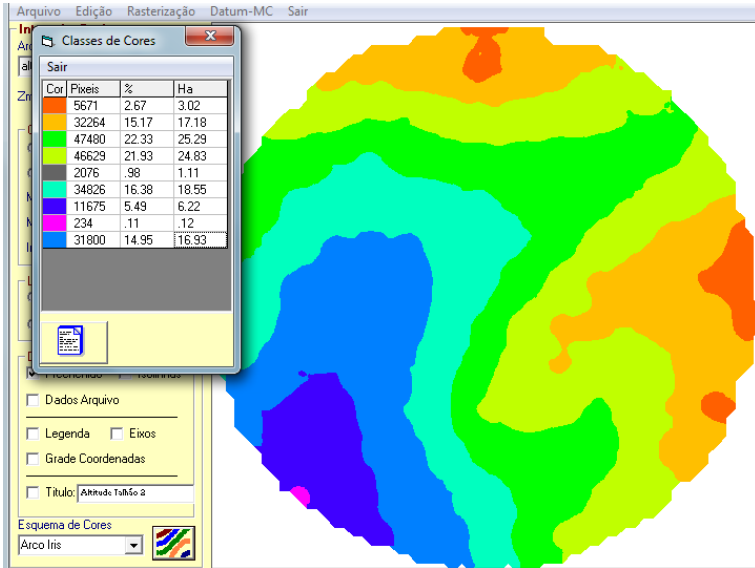 Arquivo Edição Rasterização Datum-MC Sair
Classes de Cores
Sair
Cor Pixeis % Ha
5671 2.67 3.02
32264 15.17 17.18
47480 22.33 25.29
46629 21.93 24.83
2076 .98 1.11
34826 16.38 18.55
11675 5.49 6.22
234 .11 .12
31800 14.95 16.93
Dados Arquivo
Legenda Eixos
Grade Coordenadas
Título: Altitude Talhão 2
Esquema de Cores
Arco Iris